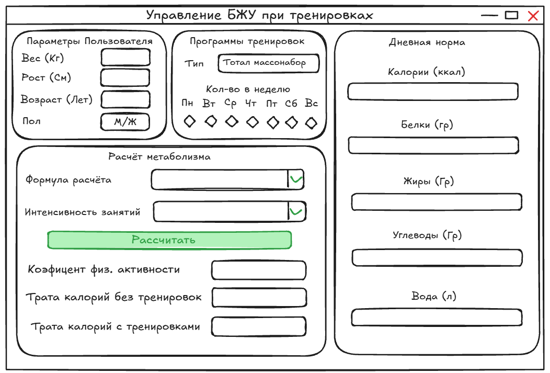 Управление БЖУ при тренировках
Параметры Пользователя
Вес (Кг)
Рост (См)
Возраст (Лет)
Пол
М/Ж
Программы тренировок
Тип
Тотал массонабор
Кол-во в неделю
Пн Вт Ср Чт Пт Сб Вс
Расчёт метаболизма
Формула расчёта
Интенсивность занятий
Рассчитать
Коэфицент физ. активности
Трата калорий без тренировок
Трата калорий с тренировками
Дневная норма
Калории (ккал)
Белки (гр)
Жиры (Гр)
Углеводы (Гр)
Вода (л)